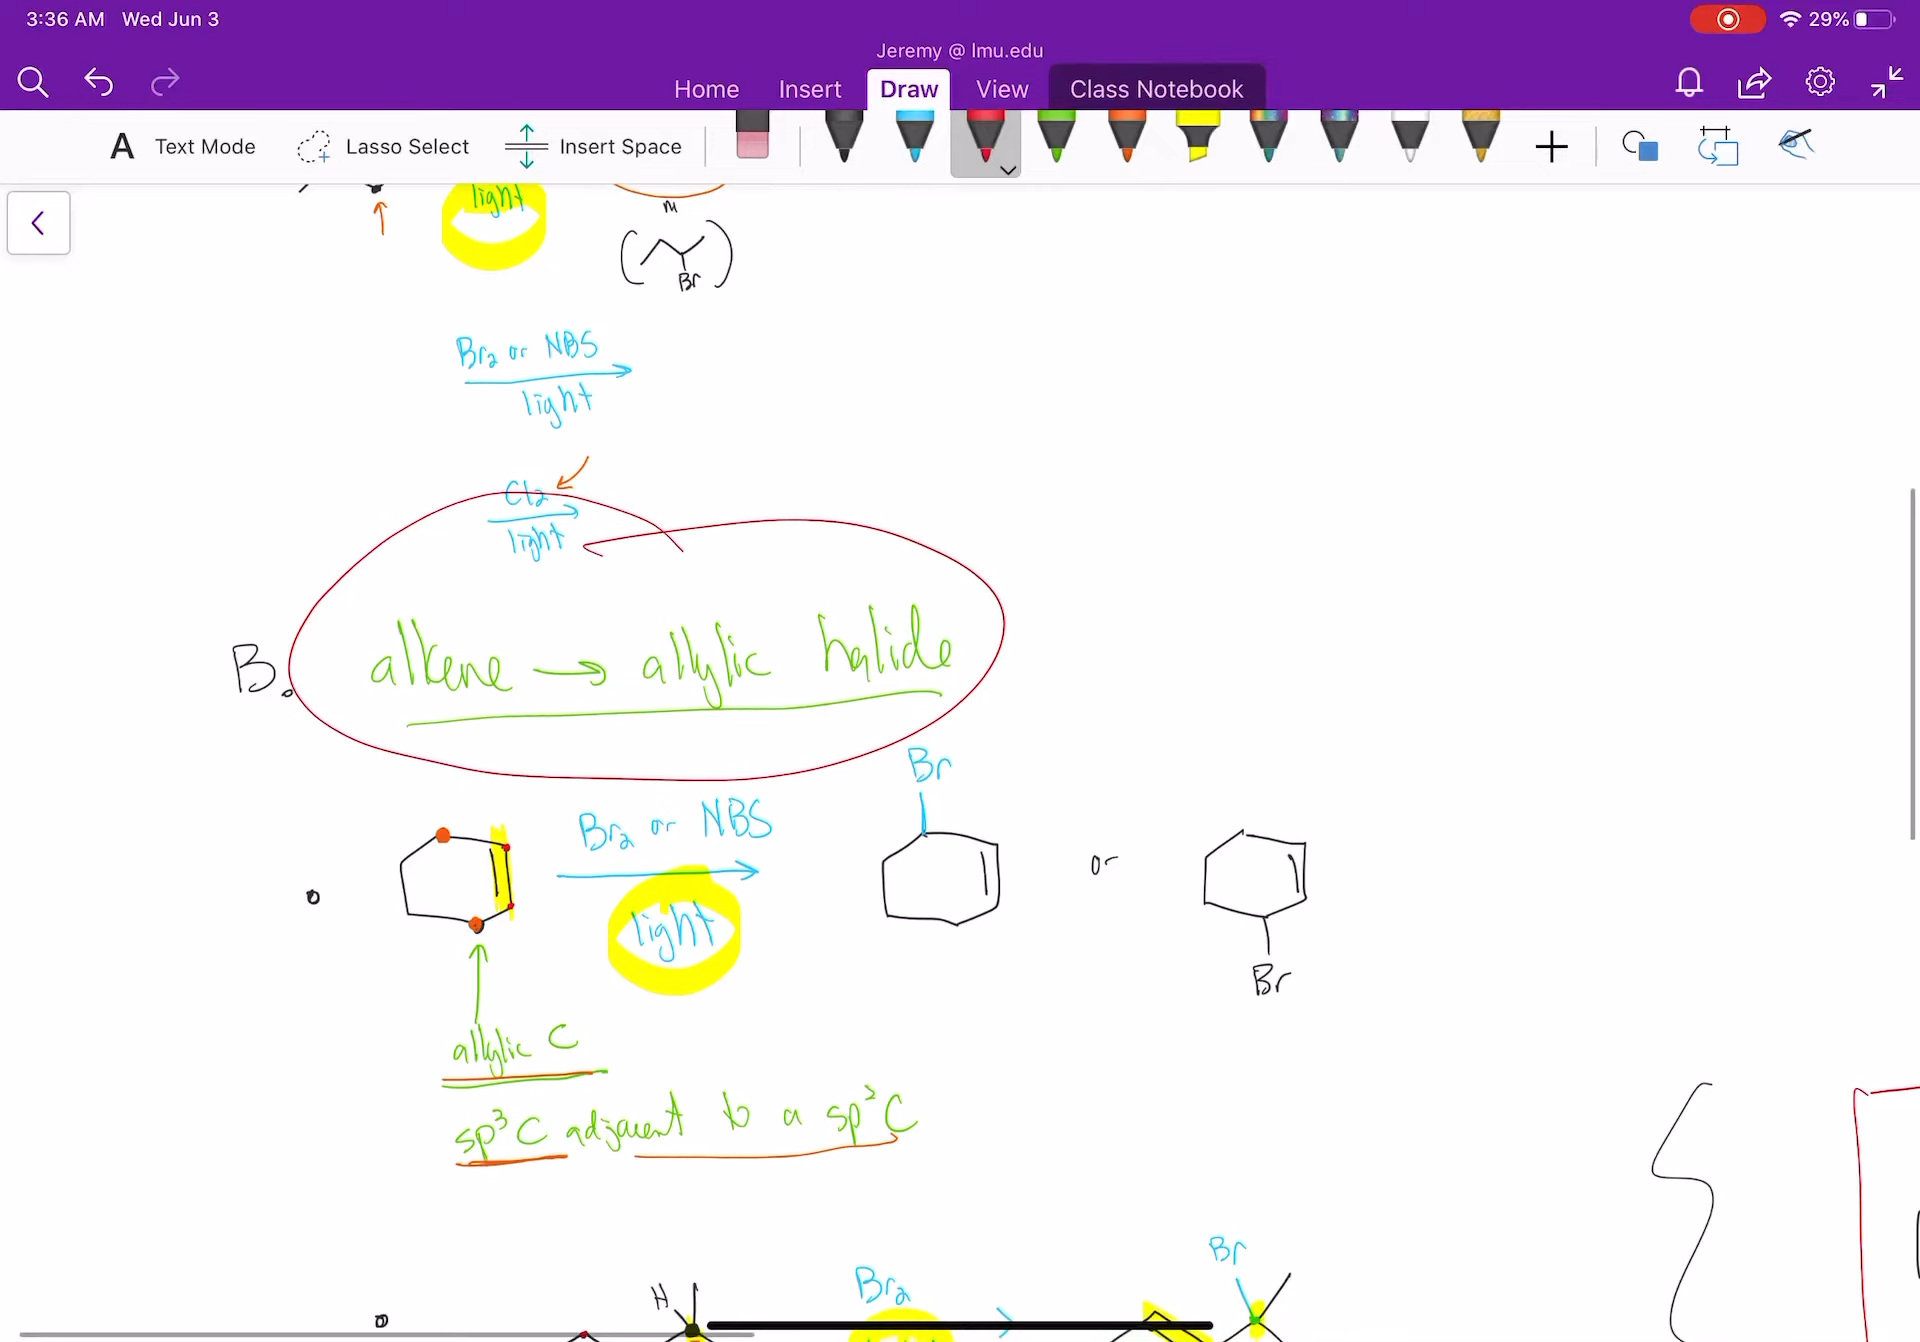 3:36 AM Wed Jun 3
29%
Jeremy @ lmu.edu
Home Insert Draw View Class Notebook
A Text Mode Lasso Select Insert Space
light
Br
Br₂ or NBS
light
Cl₂
light
B. alkene → allylic halide
Br
Br₂ or NBS
light
or
Br
allylic C
sp³ C adjacent to a sp² C
Br
H
Br₂